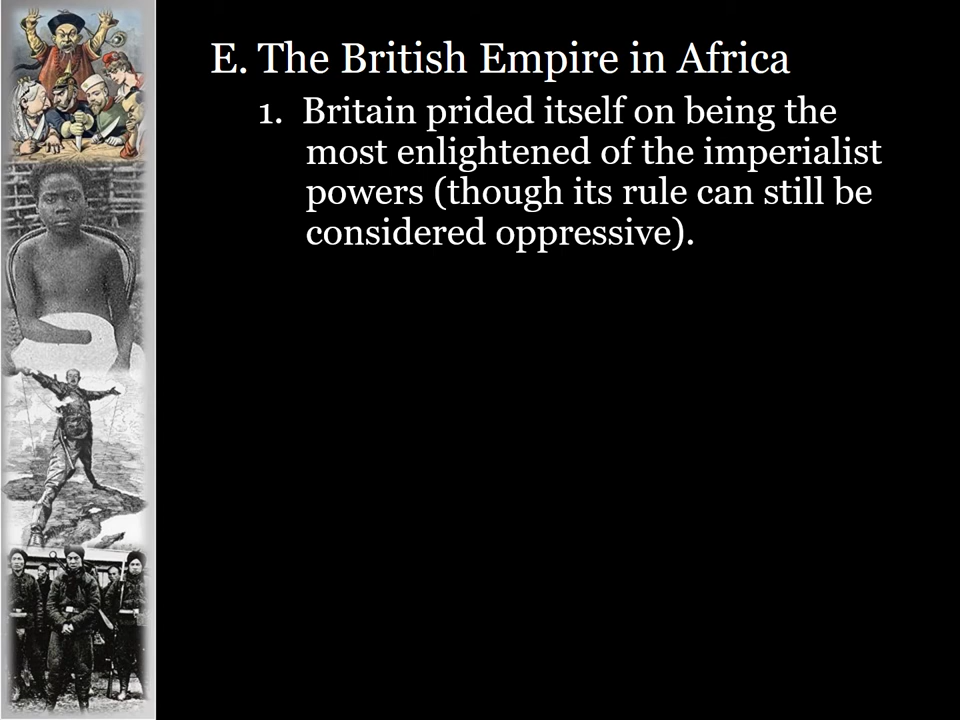 E. The British Empire in Africa
1. Britain prided itself on being the
most enlightened of the imperialist
powers (though its rule can still be
considered oppressive).